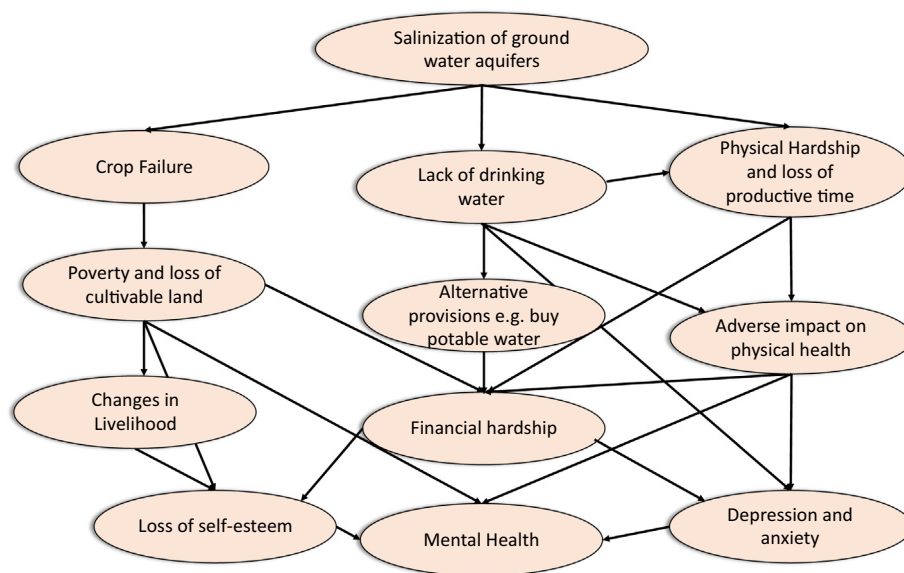 Salinization of ground
water aquifers
Crop Failure
Lack of drinking
water
Physical Hardship
and loss of
productive time
Poverty and loss of
cultivable land
Alternative
provisions e.g. buy
potable water
Adverse impact on
physical health
Changes in
Livelihood
Financial hardship
Loss of self-esteem
Mental Health
Depression and
anxiety